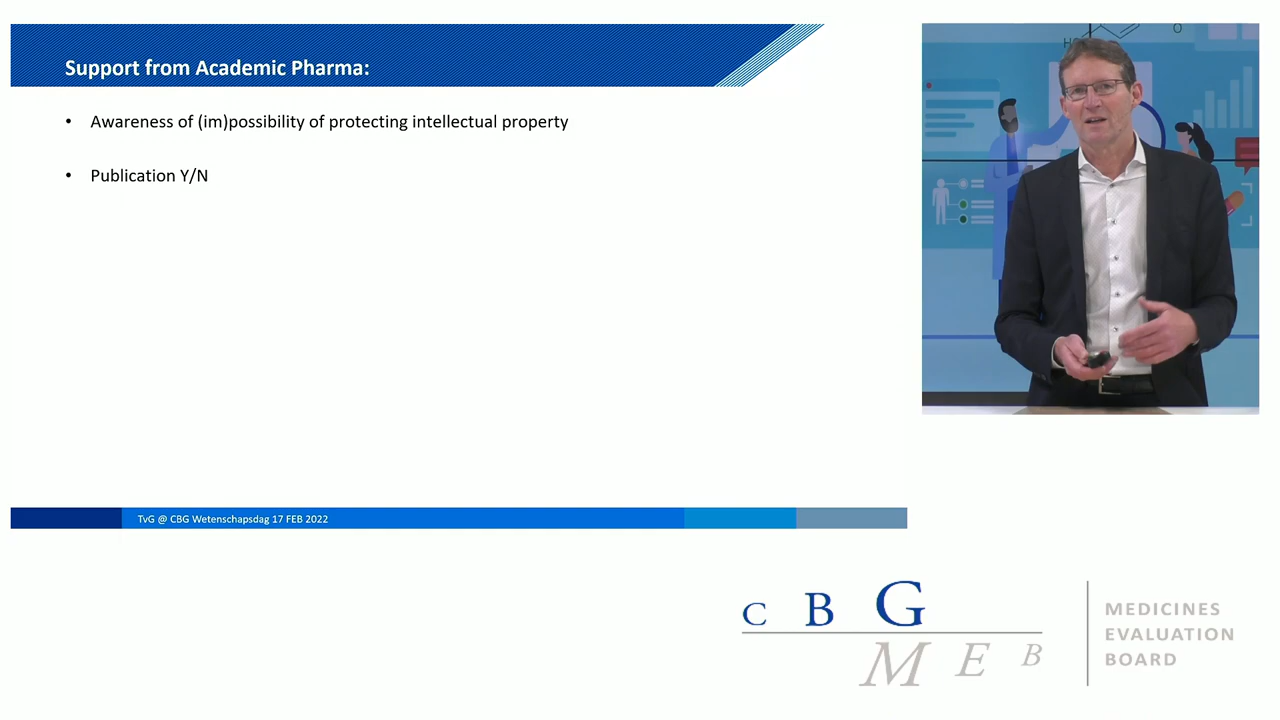 Support from Academic Pharma:
• Awareness of (im)possibility of protecting intellectual property
• Publication Y/N
TvG @ CBG Wetenschapsdag 17 FEB 2022
H
O
C B G
M E B
MEDICINES
EVALUATION
BOARD